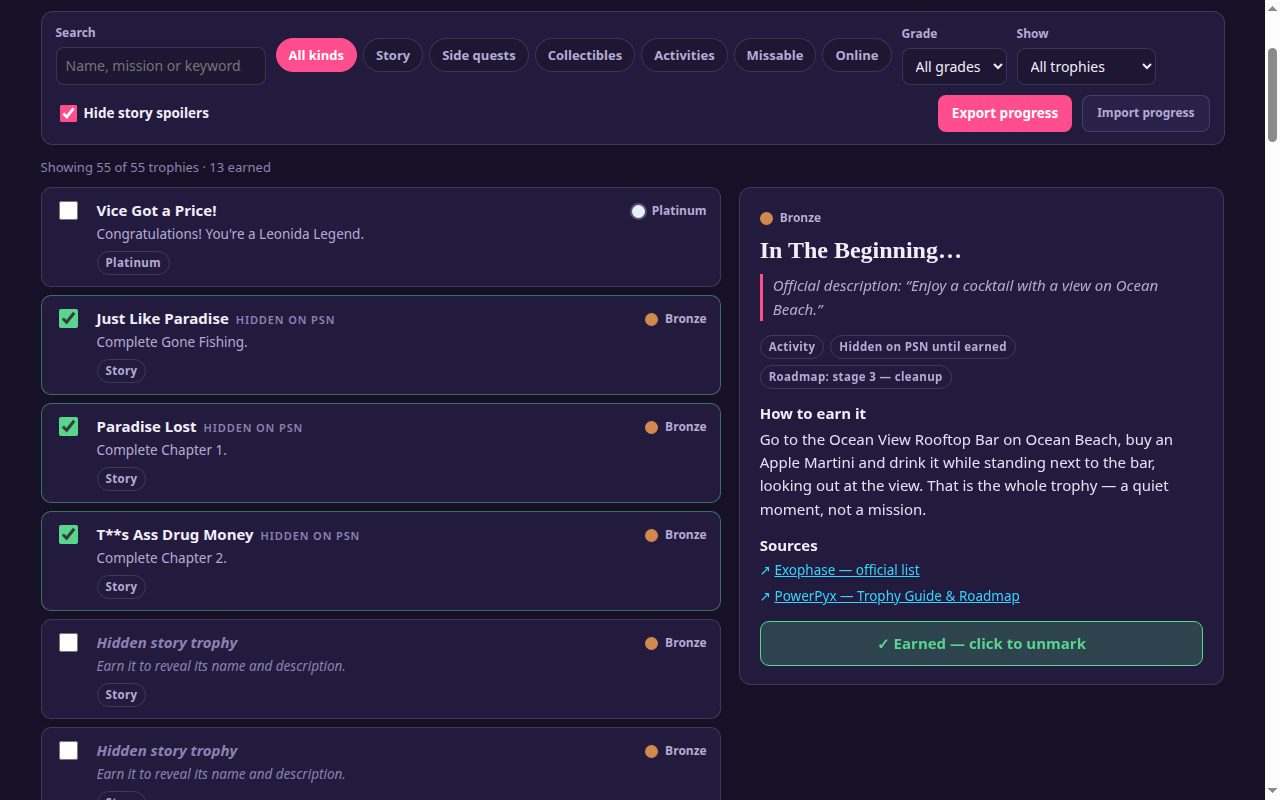 Search
Name, mission or keyword
All kinds
Story
Side quests
Collectibles
Activities
Missable
Online
Grade
All grades
Show
All trophies
Hide story spoilers
Export progress
Import progress
Showing 55 of 55 trophies · 13 earned
Vice Got a Price!
Platinum
Congratulations! You're a Leonida Legend.
Platinum
Just Like Paradise HIDDEN ON PSN
Bronze
Complete Gone Fishing.
Story
Paradise Lost HIDDEN ON PSN
Bronze
Complete Chapter 1.
Story
T**s Ass Drug Money HIDDEN ON PSN
Bronze
Complete Chapter 2.
Story
Hidden story trophy
Bronze
Earn it to reveal its name and description.
Story
Hidden story trophy
Bronze
Earn it to reveal its name and description.
Story
Bronze
In The Beginning…
Official description: “Enjoy a cocktail with a view on Ocean
Beach.”
Activity
Hidden on PSN until earned
Roadmap: stage 3 — cleanup
How to earn it
Go to the Ocean View Rooftop Bar on Ocean Beach, buy an
Apple Martini and drink it while standing next to the bar,
looking out at the view. That is the whole trophy — a quiet
moment, not a mission.
Sources
↗ Exophase — official list
↗ PowerPyx — Trophy Guide & Roadmap
✓ Earned — click to unmark